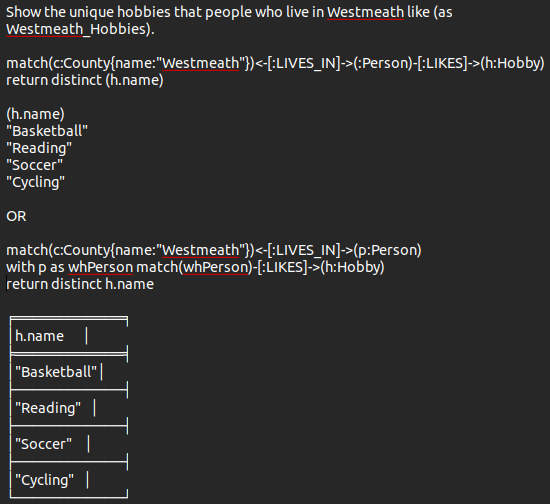 Show the unique hobbies that people who live in Westmeath like (as
Westmeath_Hobbies).
match(c:County{name:"Westmeath"})<-[:LIVES_IN]->(:Person)-[:LIKES]->(h:Hobby)
return distinct (h.name)
(h.name)
"Basketball"
"Reading"
"Soccer"
"Cycling"
OR
match(c:County{name:"Westmeath"})<-[:LIVES_IN]->(p:Person)
with p as whPerson match(whPerson)-[:LIKES]->(h:Hobby)
return distinct h.name
╒════════════╕
│h.name │
╞════════════╡
│"Basketball"│
├────────────┤
│"Reading" │
├────────────┤
│"Soccer" │
├────────────┤
│"Cycling" │
└────────────┘